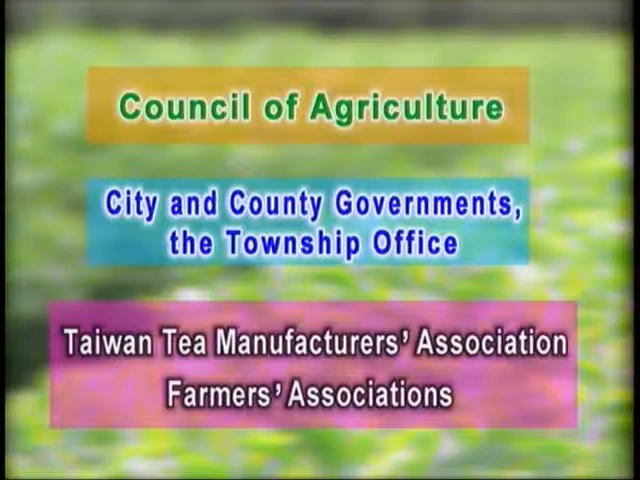 Council of Agriculture
City and County Governments,
the Township Office
Taiwan Tea Manufacturers’ Association
Farmers’ Associations